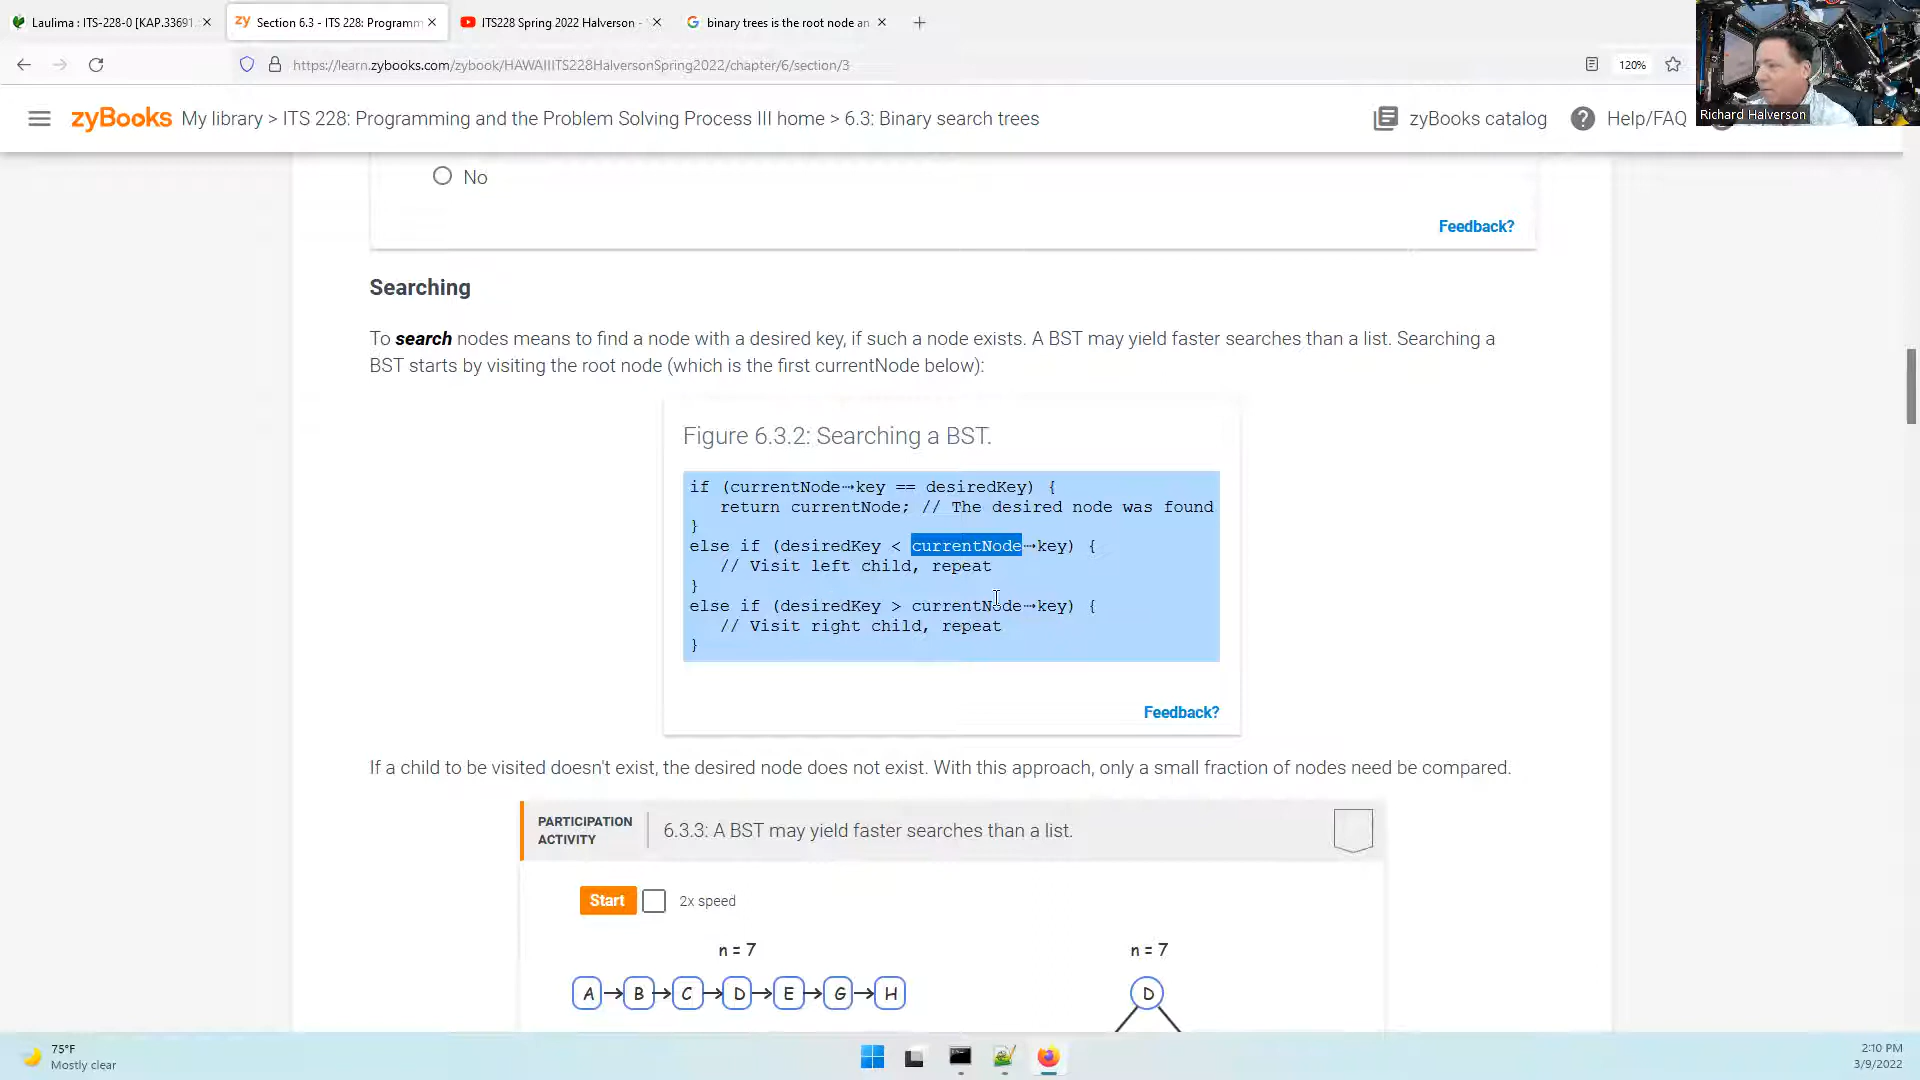 Laulima : ITS-228-0 [KAP.33691
Section 6.3 - ITS 228: Programm
ITS228 Spring 2022 Halverson -
binary trees is the root node an
https://learn.zybooks.com/zybook/HAWAIIITS228HalversonSpring2022/chapter/6/section/3
120%
Richard Halverson
zyBooks My library > ITS 228: Programming and the Problem Solving Process III home > 6.3: Binary search trees
zyBooks catalog
Help/FAQ
No
Feedback?
Searching
To search nodes means to find a node with a desired key, if such a node exists. A BST may yield faster searches than a list. Searching a
BST starts by visiting the root node (which is the first currentNode below):
Figure 6.3.2: Searching a BST.
if (currentNode⇢key == desiredKey) {
return currentNode; // The desired node was found
}
else if (desiredKey < currentNode⇢key) {
// Visit left child, repeat
}
else if (desiredKey > currentNode⇢key) {
// Visit right child, repeat
}
Feedback?
If a child to be visited doesn't exist, the desired node does not exist. With this approach, only a small fraction of nodes need be compared.
PARTICIPATION
ACTIVITY
6.3.3: A BST may yield faster searches than a list.
Start
2x speed
n = 7
n = 7
A B C D E G H
D
75°F
Mostly clear
2:10 PM
3/9/2022